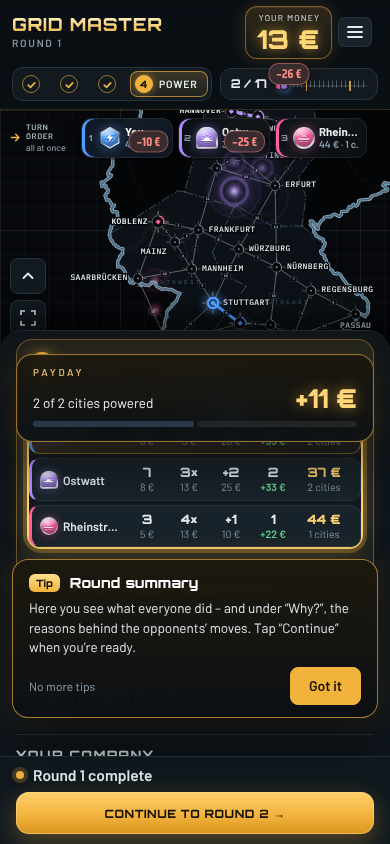 GRID MASTER
ROUND 1
YOUR MONEY
13 €
4 POWER
2 / 17
−26 €
TURN ORDER
all at once
1
−10 €
2
−25 €
3 Rhein...
44 € · 1 c.
HANNOVER
ERFURT
KOBLENZ
FRANKFURT
MAINZ
WÜRZBURG
SAARBRÜCKEN
MANNHEIM
NÜRNBERG
REGENSBURG
STUTTGART
PASSAU
PAYDAY
2 of 2 cities powered
+11 €
Ostwatt 7 3x +2 2 37 €
8 € 13 € 25 € +33 € 2 cities
Rheinstr... 3 4x +1 1 44 €
5 € 13 € 10 € +22 € 1 cities
Tip Round summary
Here you see what everyone did – and under “Why?”, the
reasons behind the opponents’ moves. Tap “Continue”
when you’re ready.
No more tips
Got it
YOUR COMPANY
Round 1 complete
CONTINUE TO ROUND 2 →